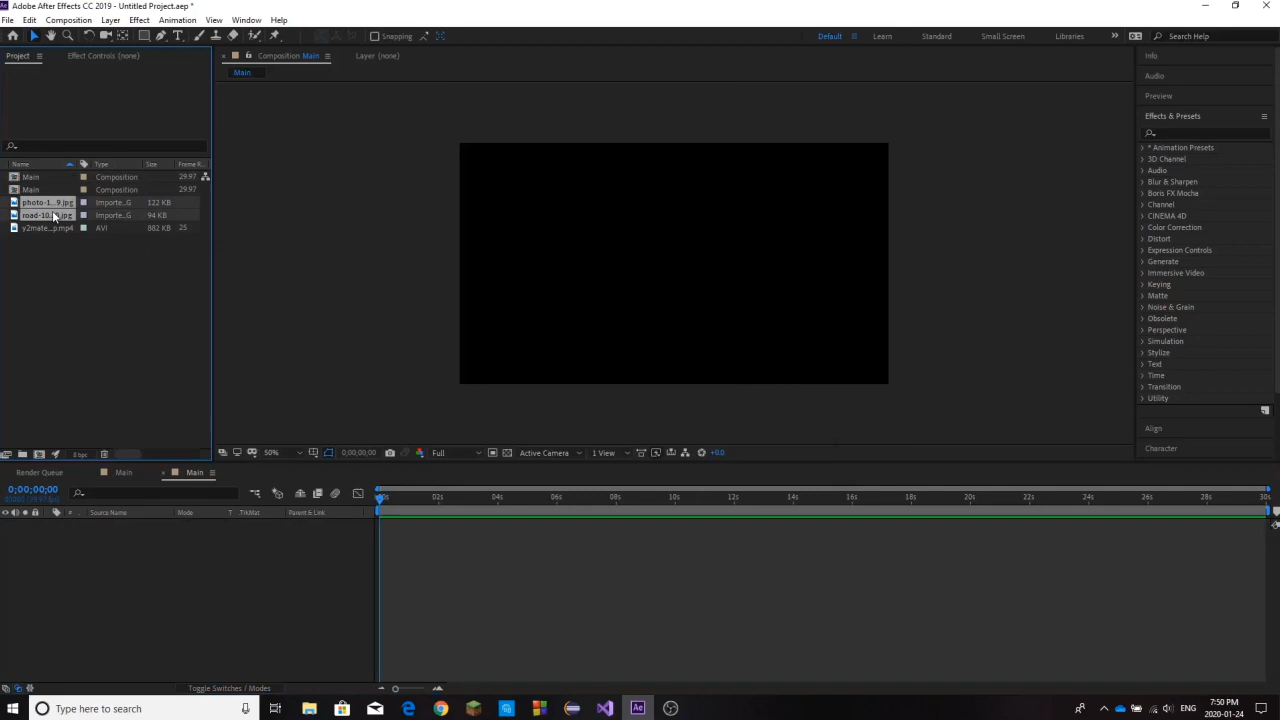 Adobe After Effects CC 2019 - Untitled Project.aep *
File Edit Composition Layer Effect Animation View Window Help
Snapping Default Standard Small Screen Libraries Search Help
Learn
Project Effect Controls (none) Composition Main Layer (none) Info
Main
Audio
Preview
Effects & Presets
Name Type Size Frame R..
Main Composition 29.97
Main Composition 29.97
photo-1...9.jpg Importe...G 122 KB
road-10...jpg Importe...G 94 KB
y2mate...p.mp4 AVI 882 KB 25
* Animation Presets
3D Channel
Audio
Blur & Sharpen
Boris FX Mocha
Channel
CINEMA 4D
Color Correction
Distort
Expression Controls
Generate
Immersive Video
Keying
Matte
Noise & Grain
Obsolete
Perspective
Simulation
Stylize
Text
Time
Transition
Utility
Align
Character
8 bpc 50% 0;00;00;00 Full Active Camera 1 View +0.0
Render Queue Main Main
0;00;00;00
:00s 02s 04s 06s 08s 10s 12s 14s 16s 18s 20s 22s 24s 26s 28s 30s
# Source Name Mode T .TrkMat Parent & Link
Toggle Switches / Modes
Type here to search
ENG
7:50 PM
2020-01-24